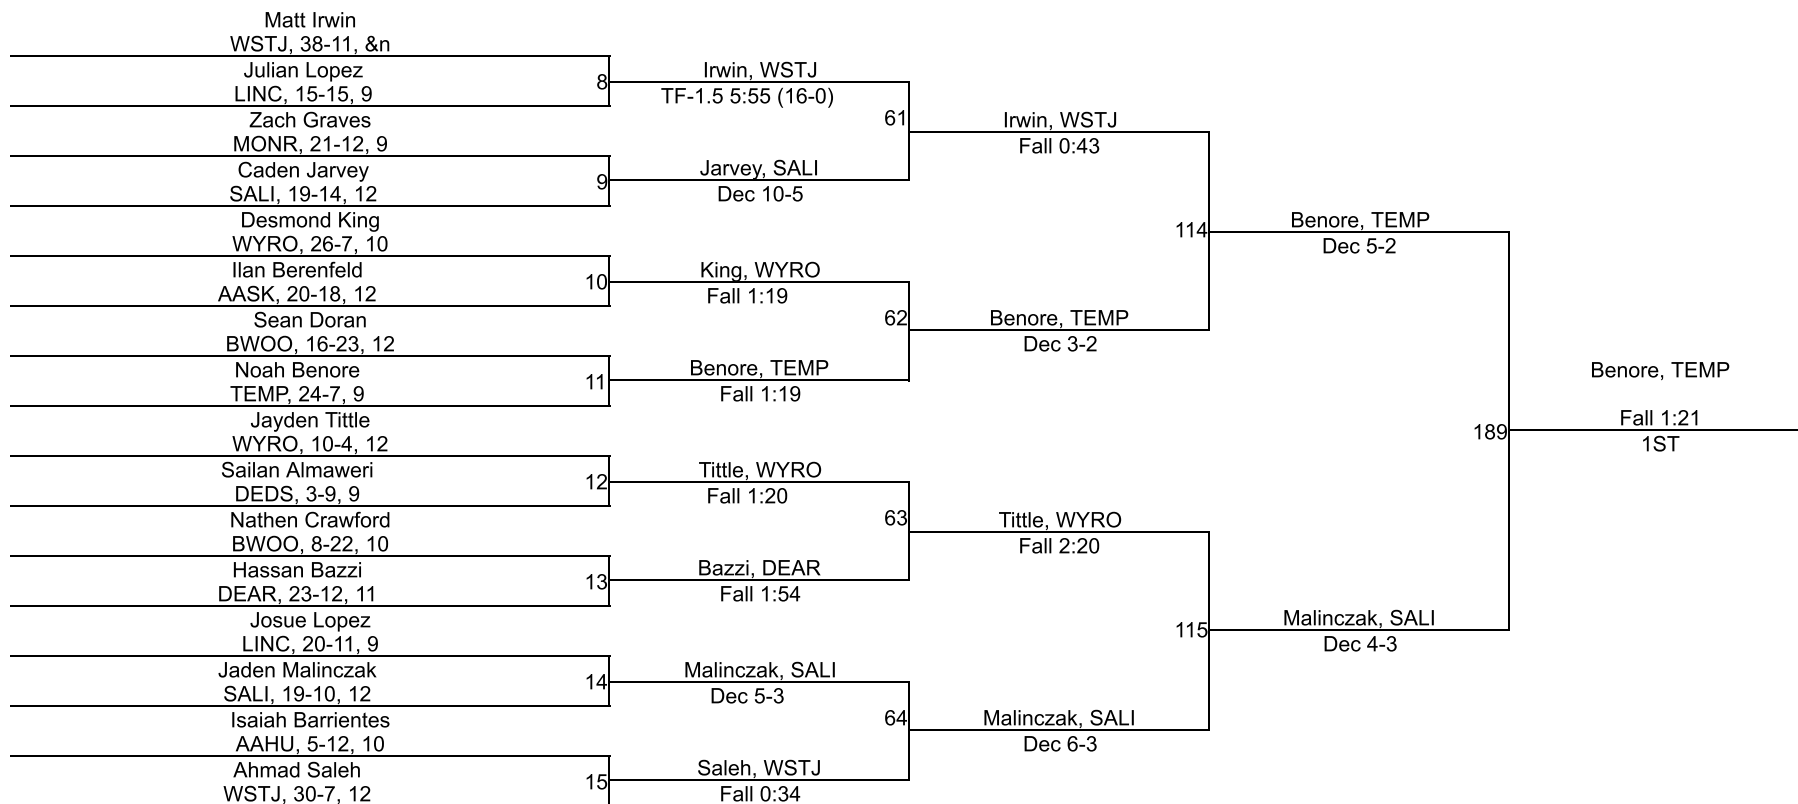 Matt Irwin
WSTJ, 38-11, &n
Julian Lopez
LINC, 15-15, 9
Zach Graves
MONR, 21-12, 9
Caden Jarvey
SALI, 19-14, 12
Desmond King
WYRO, 26-7, 10
Ilan Berenfeld
AASK, 20-18, 12
Sean Doran
BWOO, 16-23, 12
Noah Benore
TEMP, 24-7, 9
Jayden Tittle
WYRO, 10-4, 12
Sailan Almaweri
DEDS, 3-9, 9
Nathen Crawford
BWOO, 8-22, 10
Hassan Bazzi
DEAR, 23-12, 11
Josue Lopez
LINC, 20-11, 9
Jaden Malinczak
SALI, 19-10, 12
Isaiah Barrientes
AAHU, 5-12, 10
Ahmad Saleh
WSTJ, 30-7, 12
8
9
10
11
12
13
14
15
Irwin, WSTJ
TF-1.5 5:55 (16-0)
Jarvey, SALI
Dec 10-5
King, WYRO
Fall 1:19
Benore, TEMP
Fall 1:19
Tittle, WYRO
Fall 1:20
Bazzi, DEAR
Fall 1:54
Malinczak, SALI
Dec 5-3
Saleh, WSTJ
Fall 0:34
61
62
63
64
Irwin, WSTJ
Fall 0:43
Benore, TEMP
Dec 3-2
Tittle, WYRO
Fall 2:20
Malinczak, SALI
Dec 6-3
114
115
Benore, TEMP
Dec 5-2
Malinczak, SALI
Dec 4-3
189
Benore, TEMP
Fall 1:21
1ST